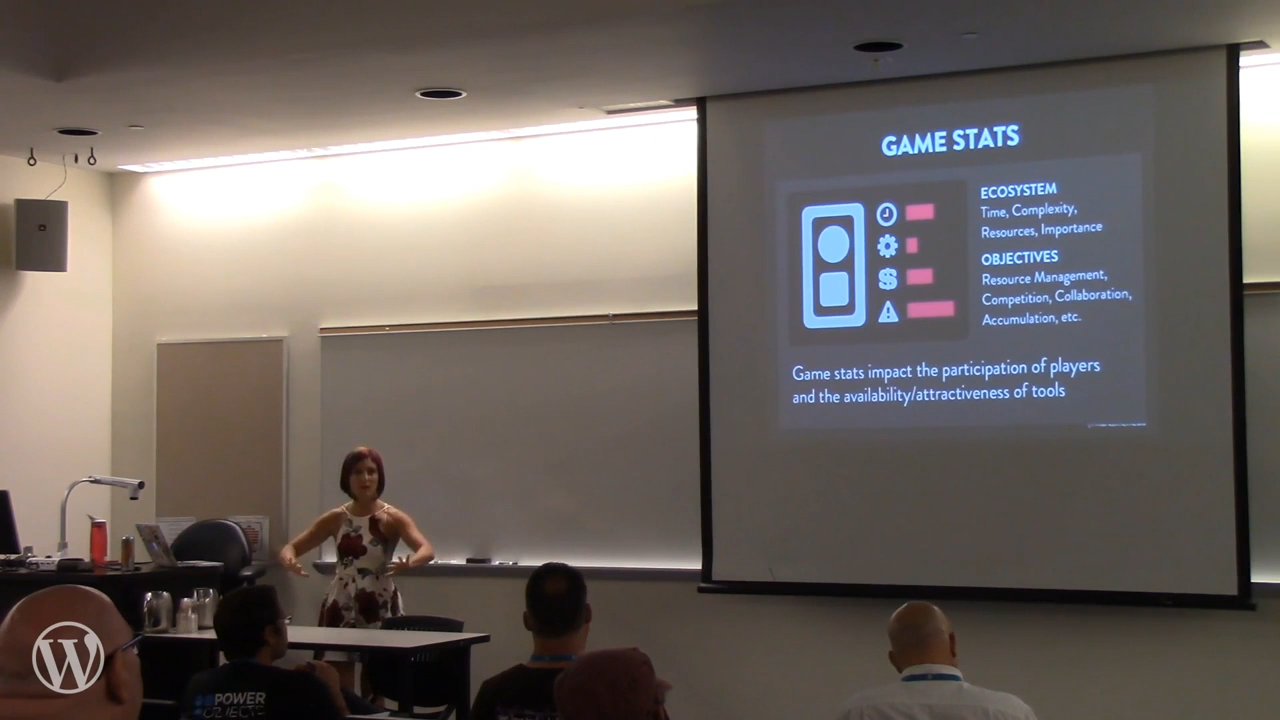 GAME STATS
ECOSYSTEM
Time, Complexity,
Resources, Importance
OBJECTIVES
Resource Management,
Competition, Collaboration,
Accumulation, etc.
Game stats impact the participation of players
and the availability/attractiveness of tools
POWER
OBJECTS
W